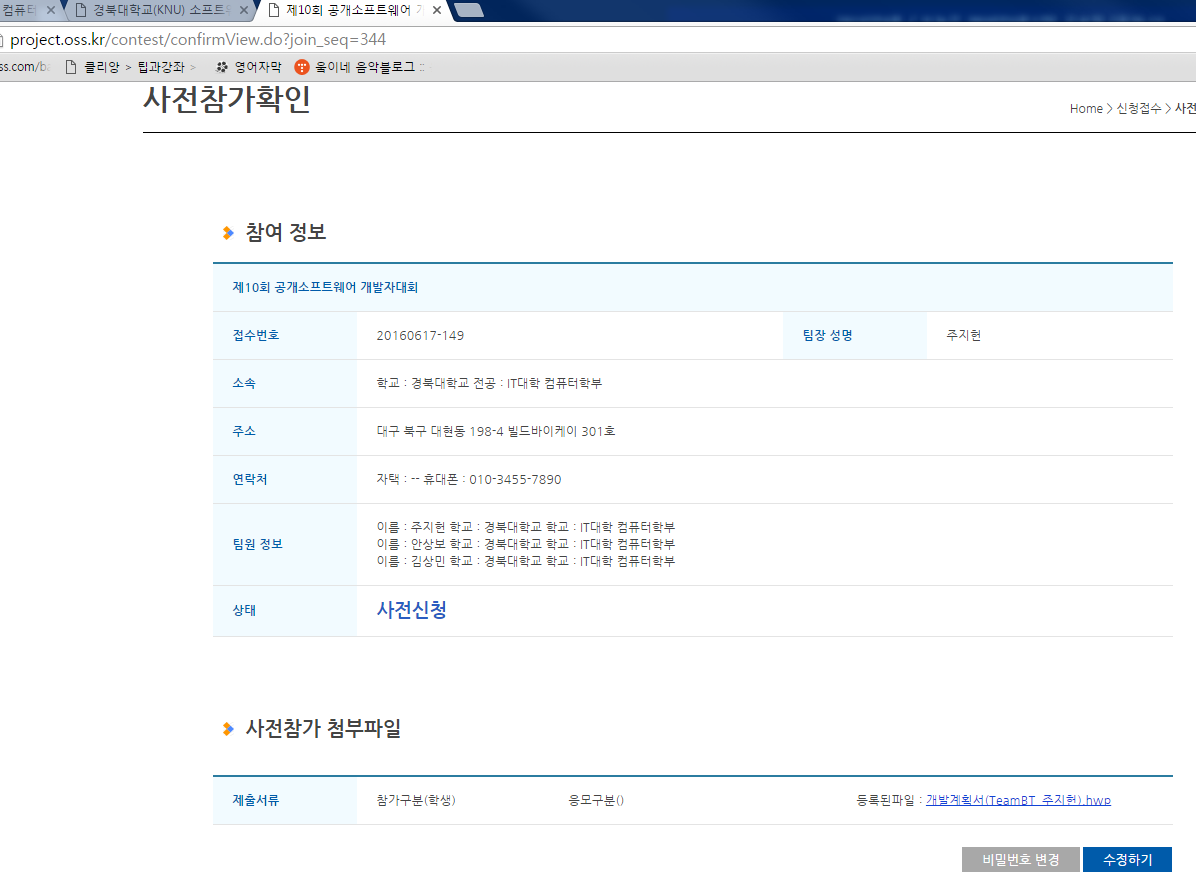 컴퓨터
경북대학교(KNU) 소프트
제10회 공개소프트웨어
project.oss.kr/contest/confirmView.do?join_seq=344
ss.com/b
클리앙 > 팁과강좌 >
영어자막
울이네 음악블로그 ::
사전참가확인
Home > 신청접수 > 사전
참여 정보
제10회 공개소프트웨어 개발자대회
접수번호 20160617-149 팀장 성명 주지헌
소속 학교 : 경북대학교 전공 : IT대학 컴퓨터학부
주소 대구 북구 대현동 198-4 빌드바이케이 301호
연락처 자택 : -- 휴대폰 : 010-3455-7890
팀원 정보
이름 : 주지헌 학교 : 경북대학교 학교 : IT대학 컴퓨터학부
이름 : 안상보 학교 : 경북대학교 학교 : IT대학 컴퓨터학부
이름 : 김상민 학교 : 경북대학교 학교 : IT대학 컴퓨터학부
상태 사전신청
사전참가 첨부파일
제출서류 참가구분(학생) 응모구분() 등록된파일 : 개발계획서(TeamBT_주지헌).hwp
비밀번호 변경 수정하기